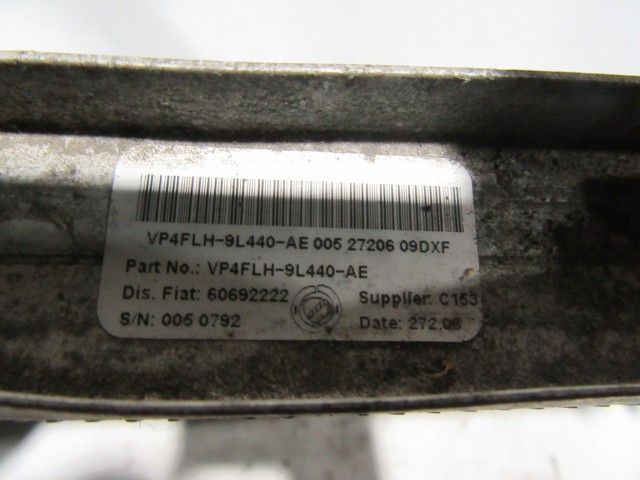 VP4FLH-9L440-AE 005 27206 09DXF
Part No.: VP4FLH-9L440-AE
Dis. Fiat: 60692222 Supplier: C153
S/N: 005 0792 Date: 272.06